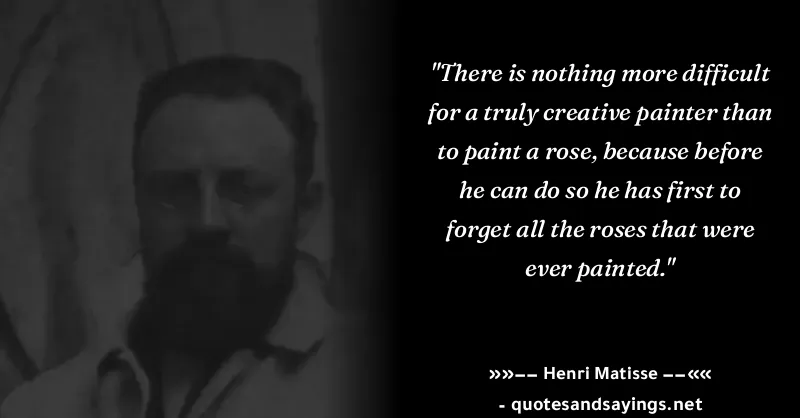 "There is nothing more difficult
for a truly creative painter than
to paint a rose, because before
he can do so he has first to
forget all the roses that were
ever painted."
»»−− Henri Matisse −−««
- quotesandsayings.net